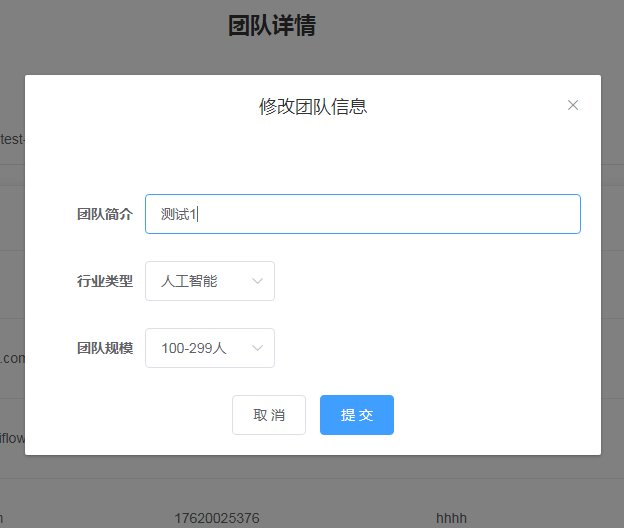 团队详情
修改团队信息
test-
团队简介 测试1
行业类型 人工智能
.com
团队规模 100-299人
取 消 提 交
iflow
17620025376 hhhh